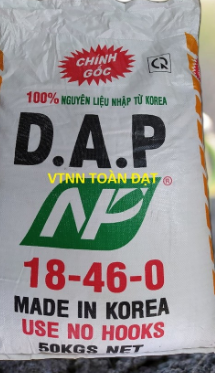 CHÍNH
GỐC
CR
100% NGUYÊN LIỆU NHẬP TỪ KOREA
D.A.P
VTNN TOÀN ĐẠT
NP®
18-46-0
MADE IN KOREA
USE NO HOOKS
50KGS NET